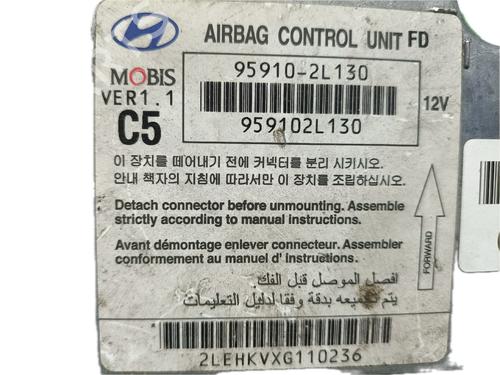 AIRBAG CONTROL UNIT FD
MOBIS
95910-2L130
VER1.1
12V
C5
959102L130
이 장치를 떼어내기 전에 커넥터를 분리 시키시오.
안내 책자의 지침에 따라서만 이 장치를 조립하십시오.
Detach connector before unmounting. Assemble
strictly according to manual instructions.
Avant démontage enlever connecteur. Assembler
conformement au manuel d' instructions.
FORWARD
افصل الموصل قبل الفك
يتم تجميعه بدقة وفقا لدليل التعليمات
2LEHKVXG110236